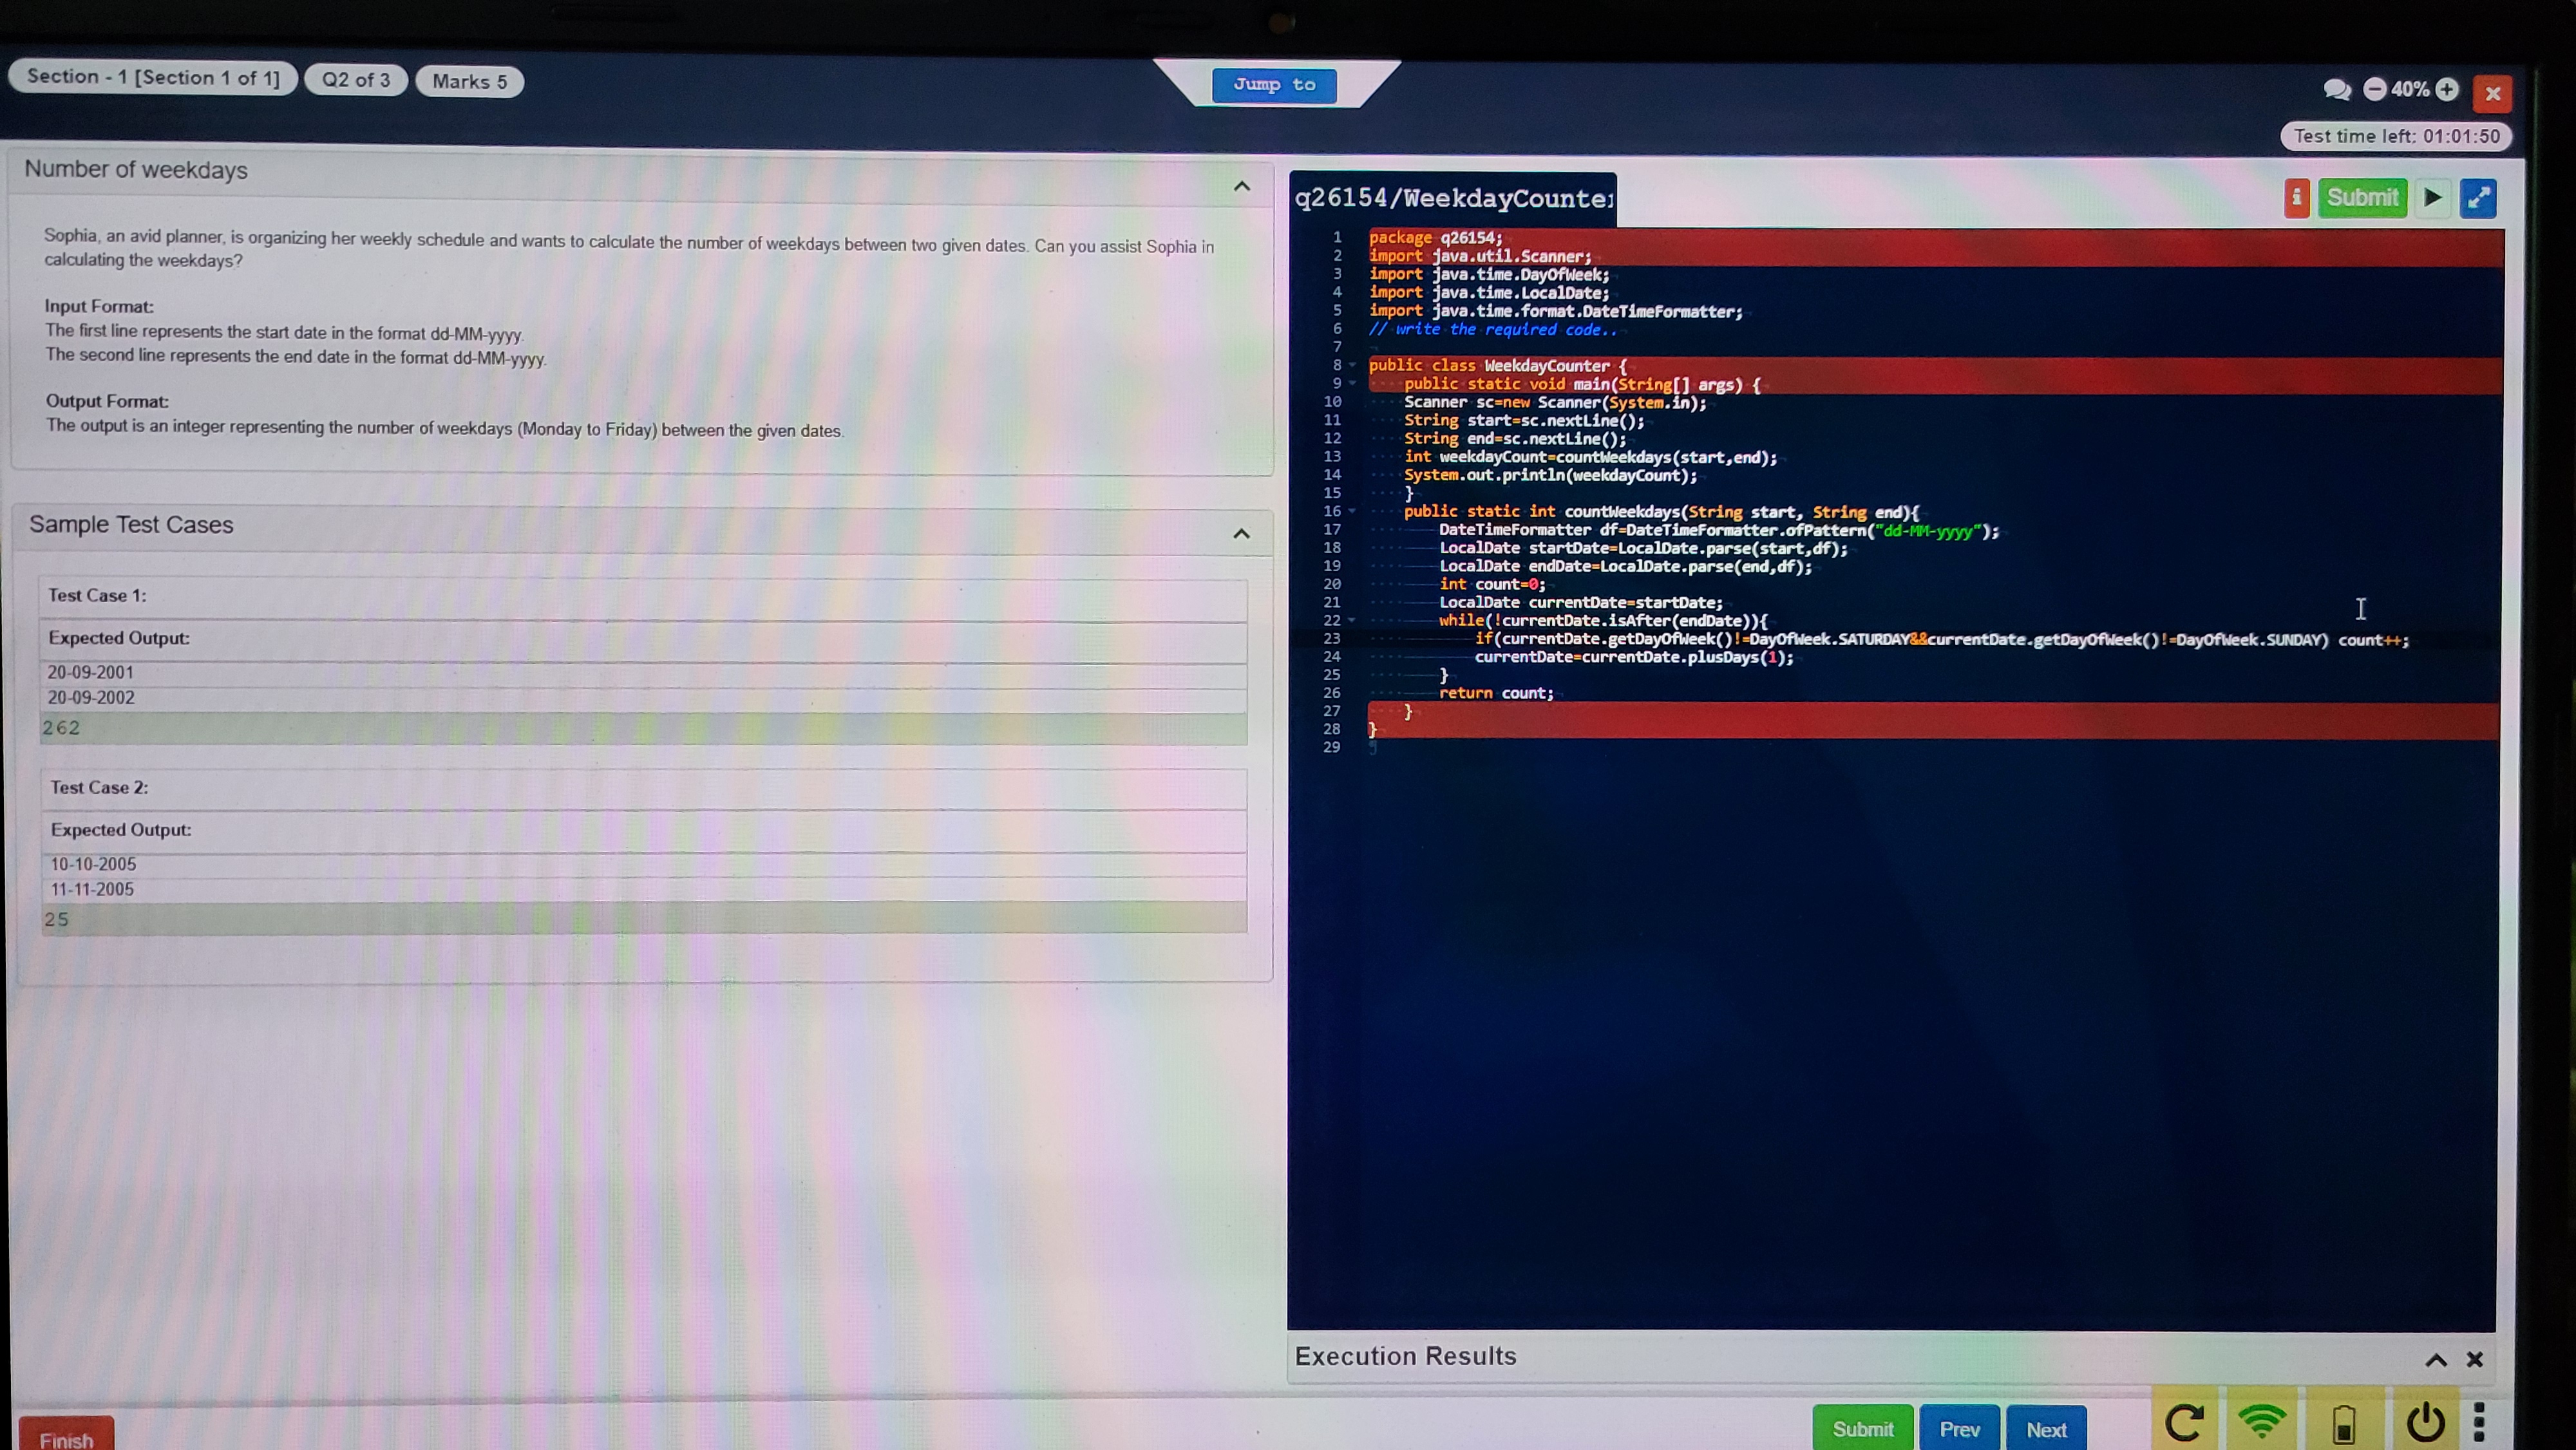 Section - 1 [Section 1 of 1]
Q2 of 3
Marks 5
Jump to
40%
Test time left: 01:01:50
Number of weekdays
Sophia, an avid planner, is organizing her weekly schedule and wants to calculate the number of weekdays between two given dates. Can you assist Sophia in
calculating the weekdays?
Input Format:
The first line represents the start date in the format dd-MM-yyyy.
The second line represents the end date in the format dd-MM-yyyy.
Output Format:
The output is an integer representing the number of weekdays (Monday to Friday) between the given dates.
Sample Test Cases
Test Case 1:
Expected Output:
20-09-2001
20-09-2002
262
Test Case 2:
Expected Output:
10-10-2005
11-11-2005
25
q26154/WeekdayCounter
i
Submit
1 package q26154;
2 import java.util.Scanner;
3 import java.time.DayOfWeek;
4 import java.time.LocalDate;
5 import java.time.format.DateTimeFormatter;
6 // write the required code..
7
8 public class WeekdayCounter {
9 public static void main(String[] args) {
10 Scanner sc=new Scanner(System.in);
11 String start=sc.nextLine();
12 String end=sc.nextLine();
13 int weekdayCount=countWeekdays(start,end);
14 System.out.println(weekdayCount);
15 }
16 public static int countWeekdays(String start, String end){
17 DateTimeFormatter df=DateTimeFormatter.ofPattern("dd-MM-yyyy");
18 LocalDate startDate=LocalDate.parse(start,df);
19 LocalDate endDate=LocalDate.parse(end,df);
20 int count=0;
21 LocalDate currentDate=startDate;
22 while(!currentDate.isAfter(endDate)){
23 if(currentDate.getDayOfWeek()!=DayOfWeek.SATURDAY&&currentDate.getDayOfWeek()!=DayOfWeek.SUNDAY) count++;
24 currentDate=currentDate.plusDays(1);
25 }
26 return count;
27 }
28 }
29
Execution Results
Finish
Submit
Prev
Next